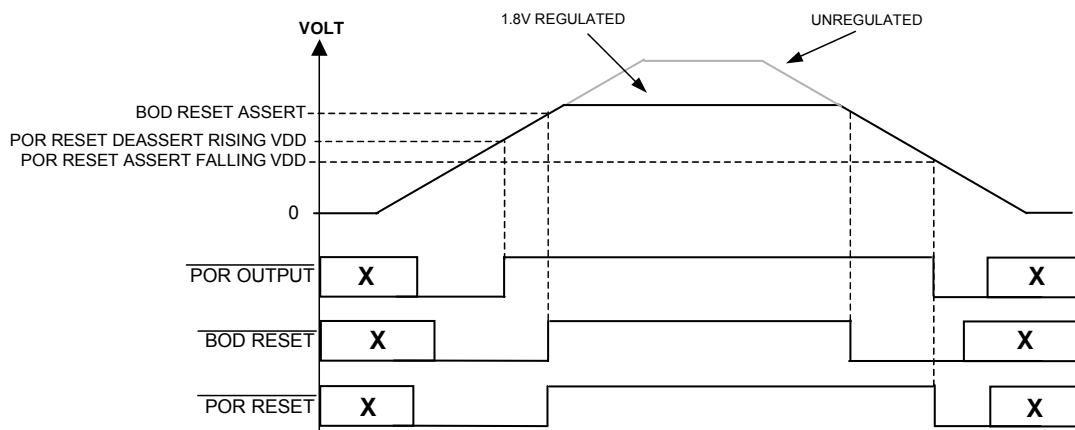 1.8V REGULATED
UNREGULATED
VOLT
BOD RESET ASSERT
POR RESET DEASSERT RISING VDD
POR RESET ASSERT FALLING VDD
0
POR OUTPUT
X
X
BOD RESET
X
X
POR RESET
X
X